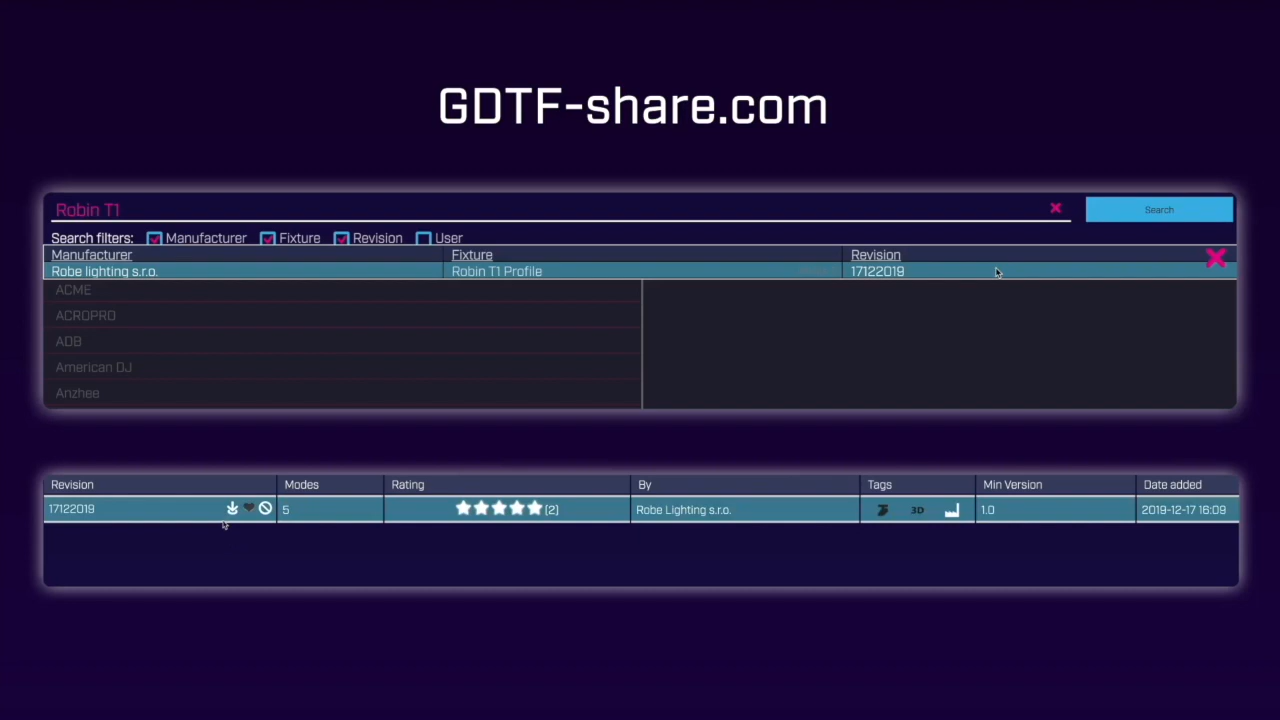 GDTF-share.com
Robin T1
Search
Search filters: Manufacturer Fixture Revision User
Manufacturer Fixture Revision
Robe lighting s.r.o. Robin T1 Profile 17122019
ACME
ACROPRO
ADB
American DJ
Anzhee
Revision Modes Rating By Tags Min Version Date added
17122019 5 (2) Robe Lighting s.r.o. 3D 1.0 2019-12-17 16:09